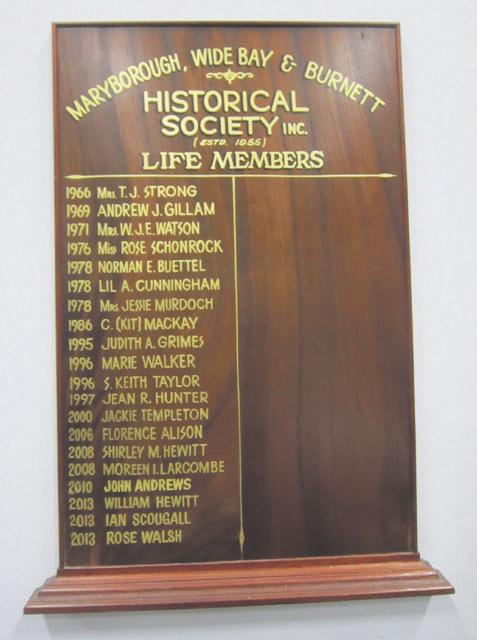 MARYBOROUGH, WIDE BAY & BURNETT
HISTORICAL
SOCIETY INC.
(ESTD. 1955)
LIFE MEMBERS
1966 MRS. T. J. STRONG
1969 ANDREW J. GILLAM
1971 MRS. W. J. E. WATSON
1976 MISS ROSE SCHONROCK
1978 NORMAN E. BUETTEL
1978 LIL A. CUNNINGHAM
1978 MRS. JESSIE MURDOCH
1986 C. (KIT) MACKAY
1995 JUDITH A. GRIMES
1996 MARIE WALKER
1996 S. KEITH TAYLOR
1997 JEAN R. HUNTER
2000 JACKIE TEMPLETON
2006 FLORENCE ALISON
2008 SHIRLEY M. HEWITT
2008 MOREEN I. LARCOMBE
2010 JOHN ANDREWS
2013 WILLIAM HEWITT
2013 IAN SCOUGALL
2013 ROSE WALSH